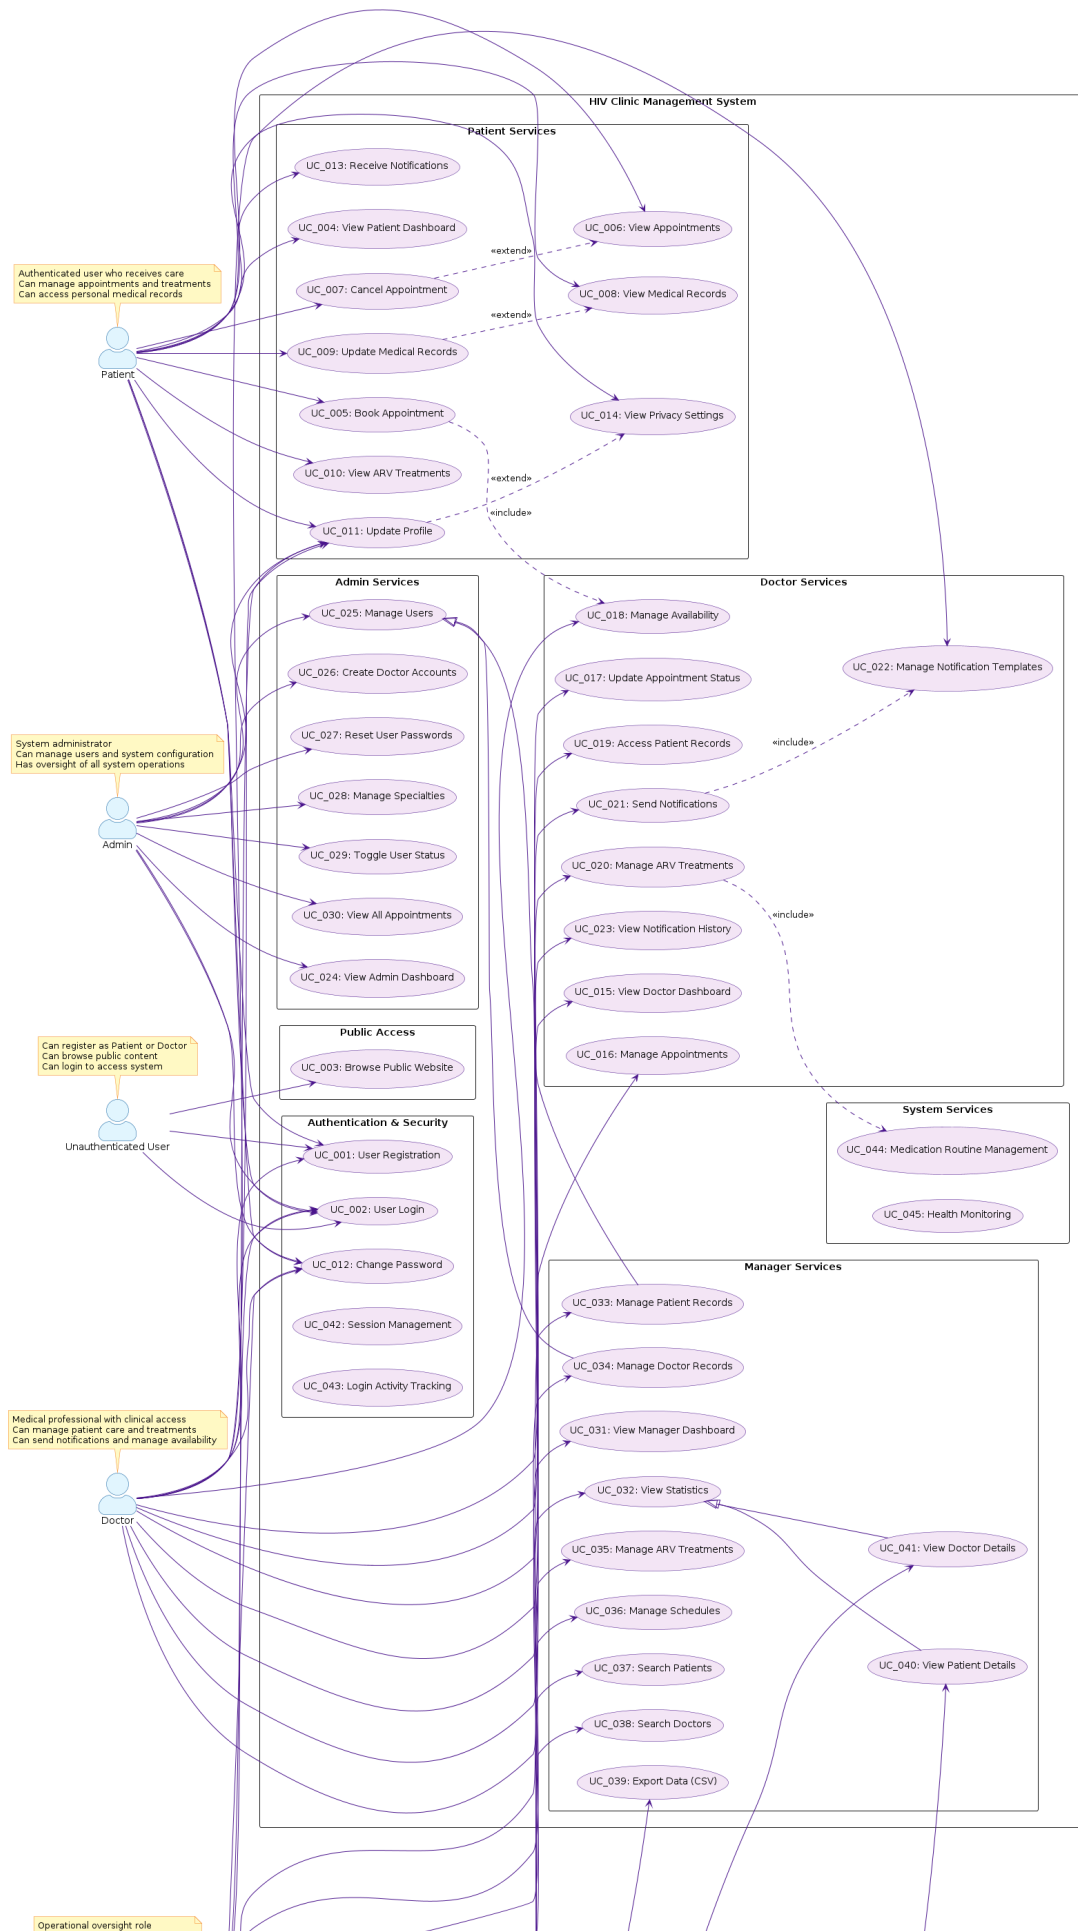 HIV Clinic Management System
Patient Services
UC_013: Receive Notifications
UC_004: View Patient Dashboard
UC_006: View Appointments
«extend»
UC_007: Cancel Appointment
UC_008: View Medical Records
«extend»
UC_009: Update Medical Records
UC_005: Book Appointment
UC_014: View Privacy Settings
UC_010: View ARV Treatments
«extend»
«include»
UC_011: Update Profile
Authenticated user who receives care
Can manage appointments and treatments
Can access personal medical records
Patient
Admin Services
UC_025: Manage Users
UC_026: Create Doctor Accounts
UC_027: Reset User Passwords
UC_028: Manage Specialties
UC_029: Toggle User Status
UC_030: View All Appointments
UC_024: View Admin Dashboard
System administrator
Can manage users and system configuration
Has oversight of all system operations
Admin
Doctor Services
UC_018: Manage Availability
UC_022: Manage Notification Templates
UC_017: Update Appointment Status
UC_019: Access Patient Records
«include»
UC_021: Send Notifications
UC_020: Manage ARV Treatments
«include»
UC_023: View Notification History
UC_015: View Doctor Dashboard
UC_016: Manage Appointments
Public Access
UC_003: Browse Public Website
Can register as Patient or Doctor
Can browse public content
Can login to access system
Unauthenticated User
Authentication & Security
UC_001: User Registration
UC_002: User Login
UC_012: Change Password
UC_042: Session Management
UC_043: Login Activity Tracking
System Services
UC_044: Medication Routine Management
UC_045: Health Monitoring
Manager Services
UC_033: Manage Patient Records
UC_034: Manage Doctor Records
UC_031: View Manager Dashboard
UC_032: View Statistics
UC_035: Manage ARV Treatments
UC_041: View Doctor Details
UC_036: Manage Schedules
UC_037: Search Patients
UC_040: View Patient Details
UC_038: Search Doctors
UC_039: Export Data (CSV)
Medical professional with clinical access
Can manage patient care and treatments
Can send notifications and manage availability
Doctor
Operational oversight role